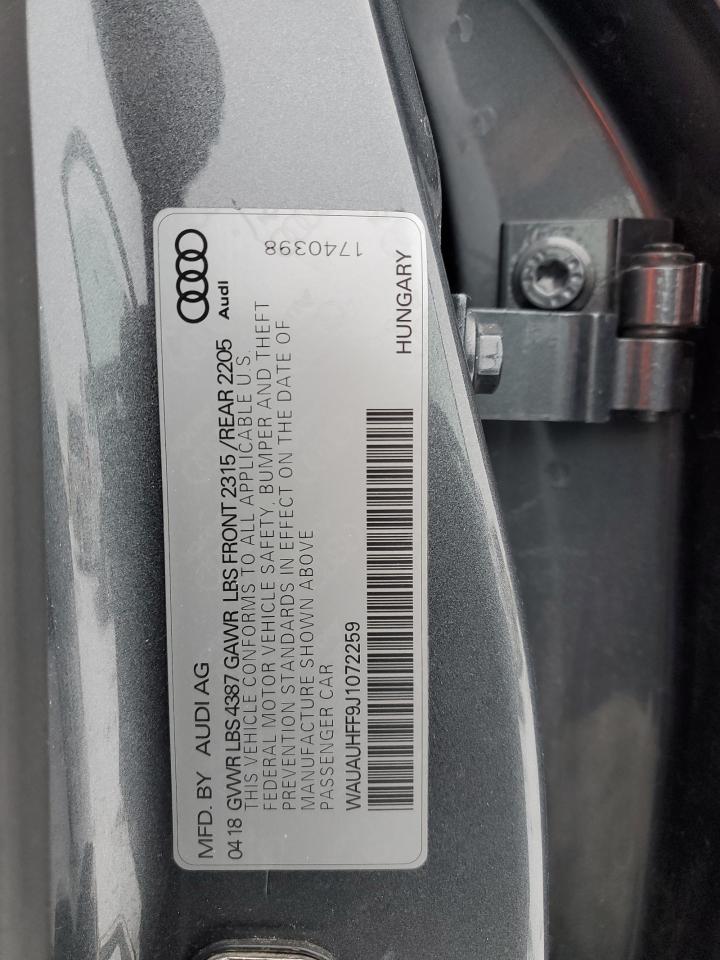 MFD. BY AUDI AG
Audi
0418 GVWR LBS 4387 GAWR LBS FRONT 2315 /REAR 2205
THIS VEHICLE CONFORMS TO ALL APPLICABLE U.S.
FEDERAL MOTOR VEHICLE SAFETY, BUMPER AND THEFT
PREVENTION STANDARDS IN EFFECT ON THE DATE OF
MANUFACTURE SHOWN ABOVE
PASSENGER CAR
1740398
WAUAUHFF9J1072259
HUNGARY